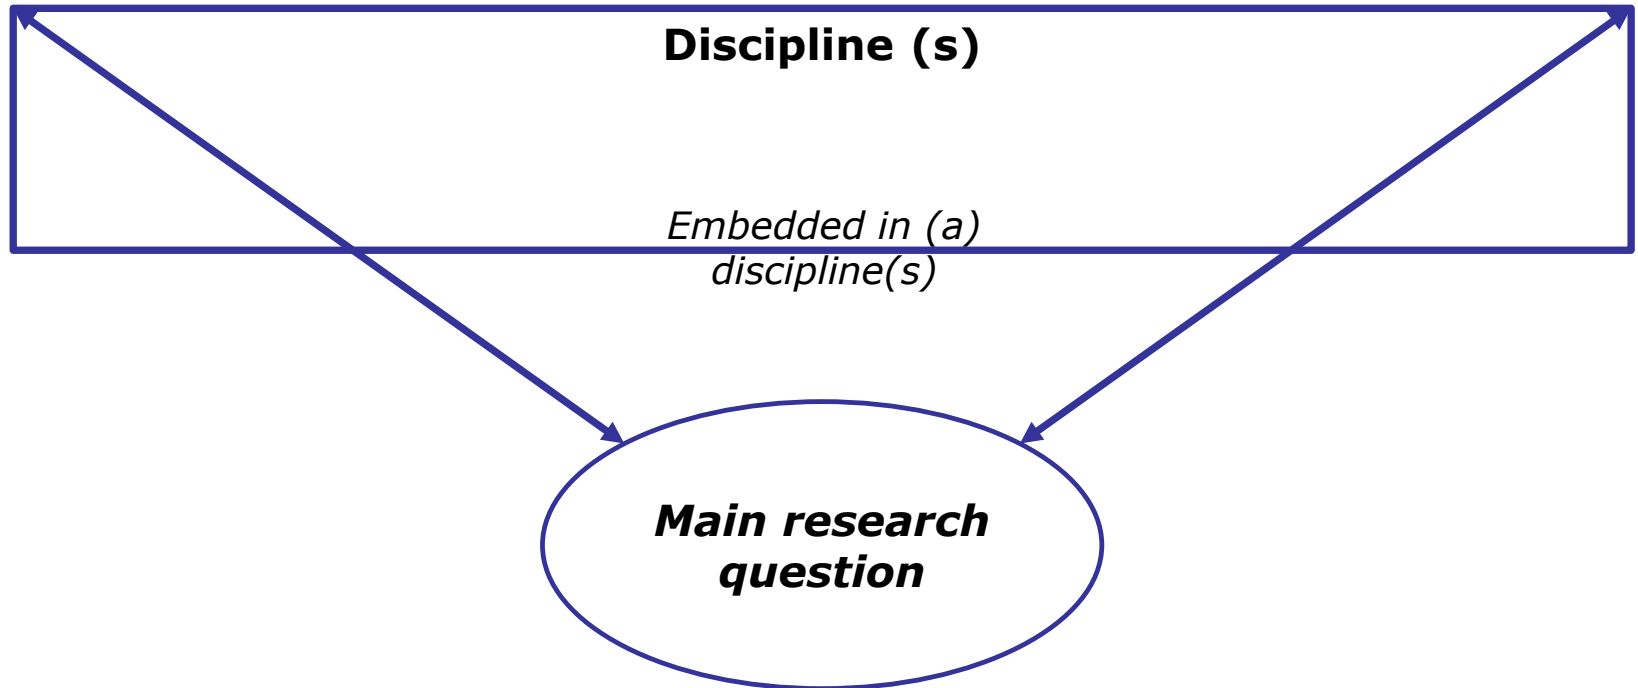 Discipline (s)
Embedded in (a)
discipline(s)
Main research
question